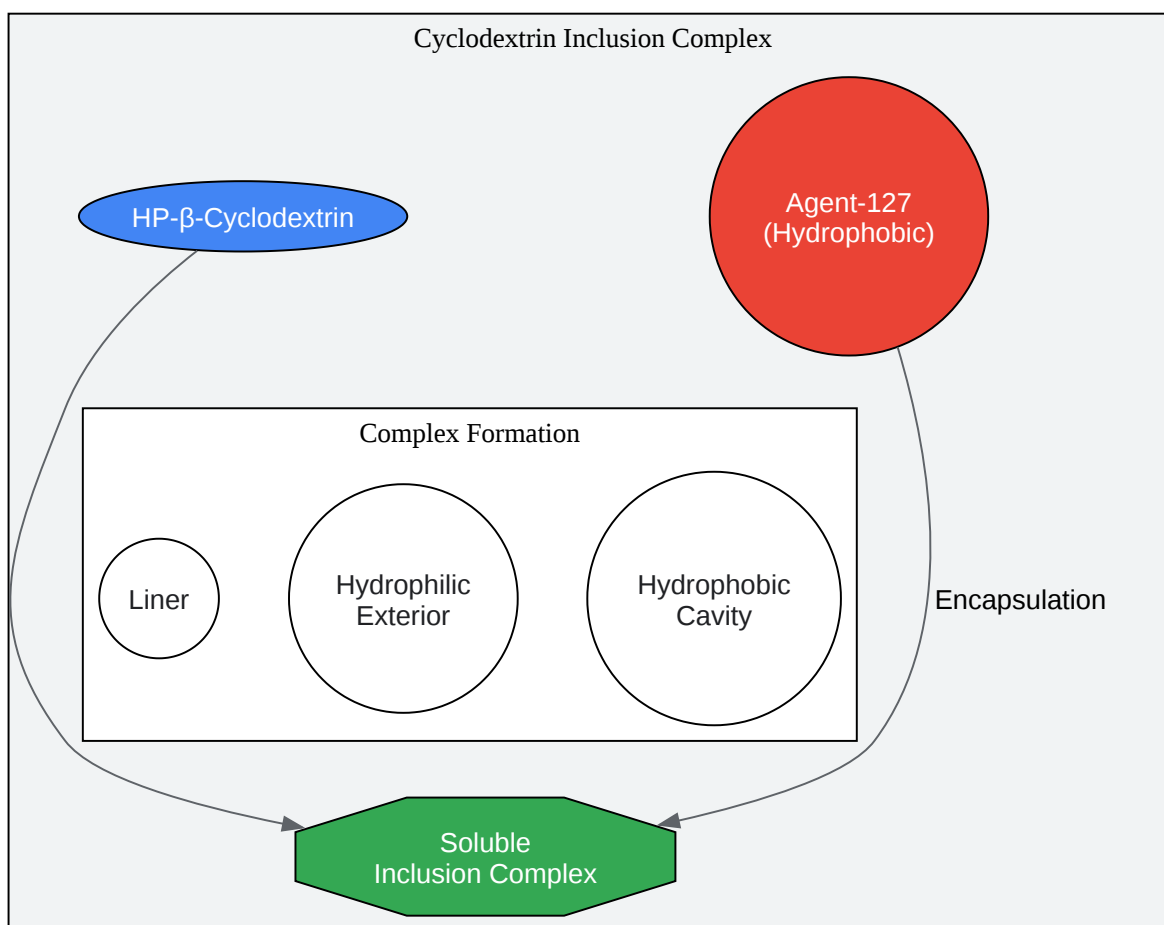 Cyclodextrin Inclusion Complex
HP-β-Cyclodextrin
Agent-127
(Hydrophobic)
Complex Formation
Liner
Hydrophilic
Exterior
Hydrophobic
Cavity
Encapsulation
Soluble
Inclusion Complex